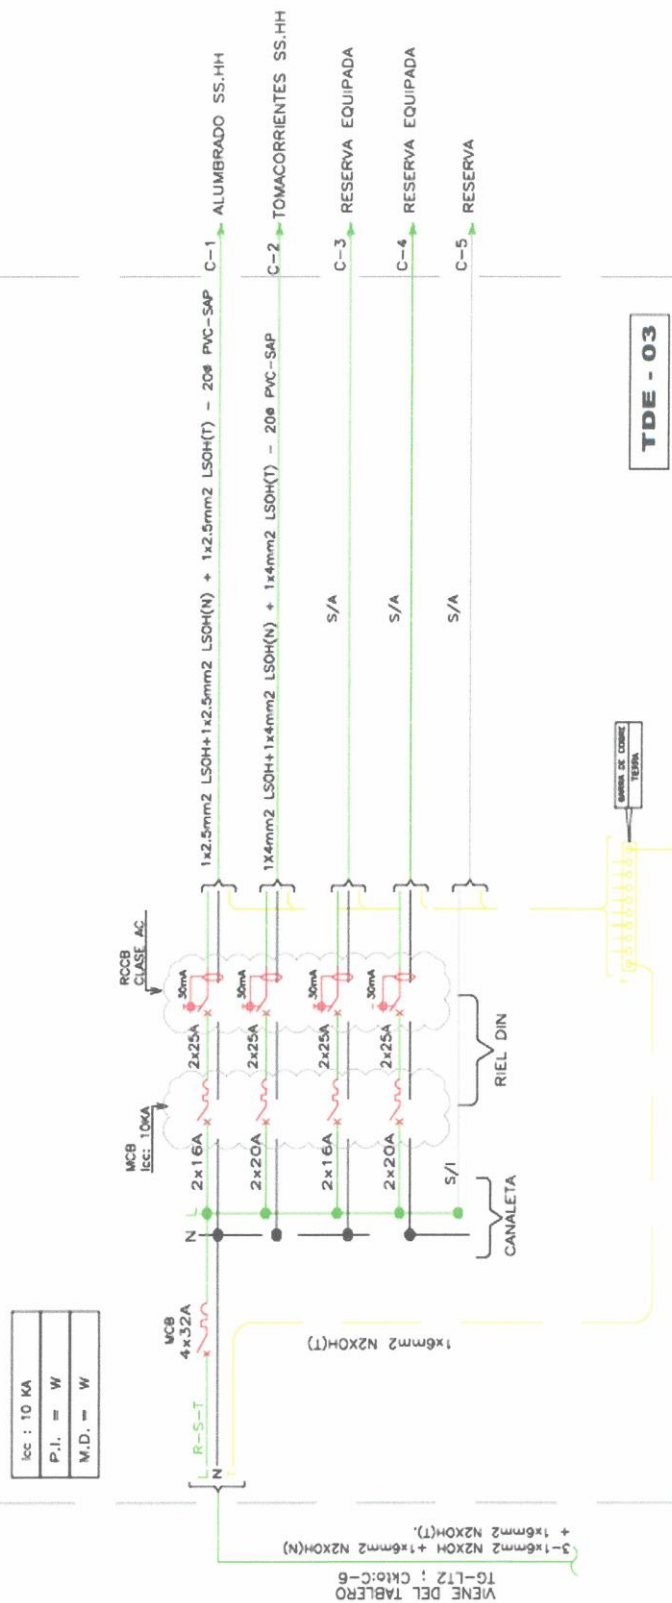 Icc : 10 KA
P.I. = W
M.D. = W
VIENE DEL TABLERO
TG-LT2 ; Ckto:C-6
3-1x6mm2 N2XOH + 1x6mm2 N2XOH(N)
+ 1x6mm2 N2XOH(T).
L
R-S-T
N
T
MCB
4x32A
1x6mm2 N2XOH(T)
N
L
MCB
Icc: 10KA
RCCB
CLASE AC
2x16A
2x25A
30mA
1x2.5mm2 LSOH+1x2.5mm2 LSOH(N) + 1x2.5mm2 LSOH(T) - 20ø PVC-SAP
C-1
ALUMBRADO SS.HH
2x20A
2x25A
30mA
1X4mm2 LSOH+1x4mm2 LSOH(N) + 1x4mm2 LSOH(T) - 20ø PVC-SAP
C-2
TOMACORRIENTES SS.HH
2x16A
2x25A
30mA
S/A
C-3
RESERVA EQUIPADA
2x20A
2x25A
30mA
S/A
C-4
RESERVA EQUIPADA
S/I
S/A
C-5
RESERVA
CANALETA
RIEL DIN
BARRA DE COBRE
TIERRA
TDE - 03